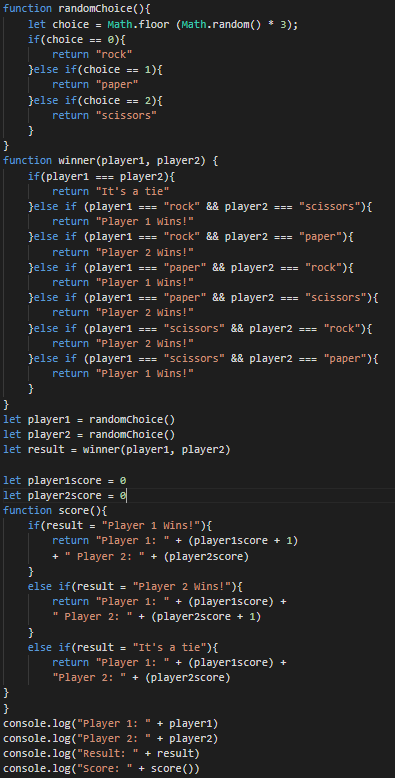 function randomChoice(){
    let choice = Math.floor (Math.random() * 3);
    if(choice == 0){
        return "rock"
    }else if(choice == 1){
        return "paper"
    }else if(choice == 2){
        return "scissors"
    }
}
function winner(player1, player2) {
    if(player1 === player2){
        return "It's a tie"
    }else if (player1 === "rock" && player2 === "scissors"){
        return "Player 1 Wins!"
    }else if (player1 === "rock" && player2 === "paper"){
        return "Player 2 Wins!"
    }else if (player1 === "paper" && player2 === "rock"){
        return "Player 1 Wins!"
    }else if (player1 === "paper" && player2 === "scissors"){
        return "Player 2 Wins!"
    }else if (player1 === "scissors" && player2 === "rock"){
        return "Player 2 Wins!"
    }else if (player1 === "scissors" && player2 === "paper"){
        return "Player 1 Wins!"
    }
}
let player1 = randomChoice()
let player2 = randomChoice()
let result = winner(player1, player2)

let player1score = 0
let player2score = 0
function score(){
    if(result = "Player 1 Wins!"){
        return "Player 1: " + (player1score + 1)
        + " Player 2: " + (player2score)
    }
    else if(result = "Player 2 Wins!"){
        return "Player 1: " + (player1score) +
        " Player 2: " + (player2score + 1)
    }
    else if(result = "It's a tie"){
        return "Player 1: " + (player1score) +
        "Player 2: " + (player2score)
}
}
console.log("Player 1: " + player1)
console.log("Player 2: " + player2)
console.log("Result: " + result)
console.log("Score: " + score())